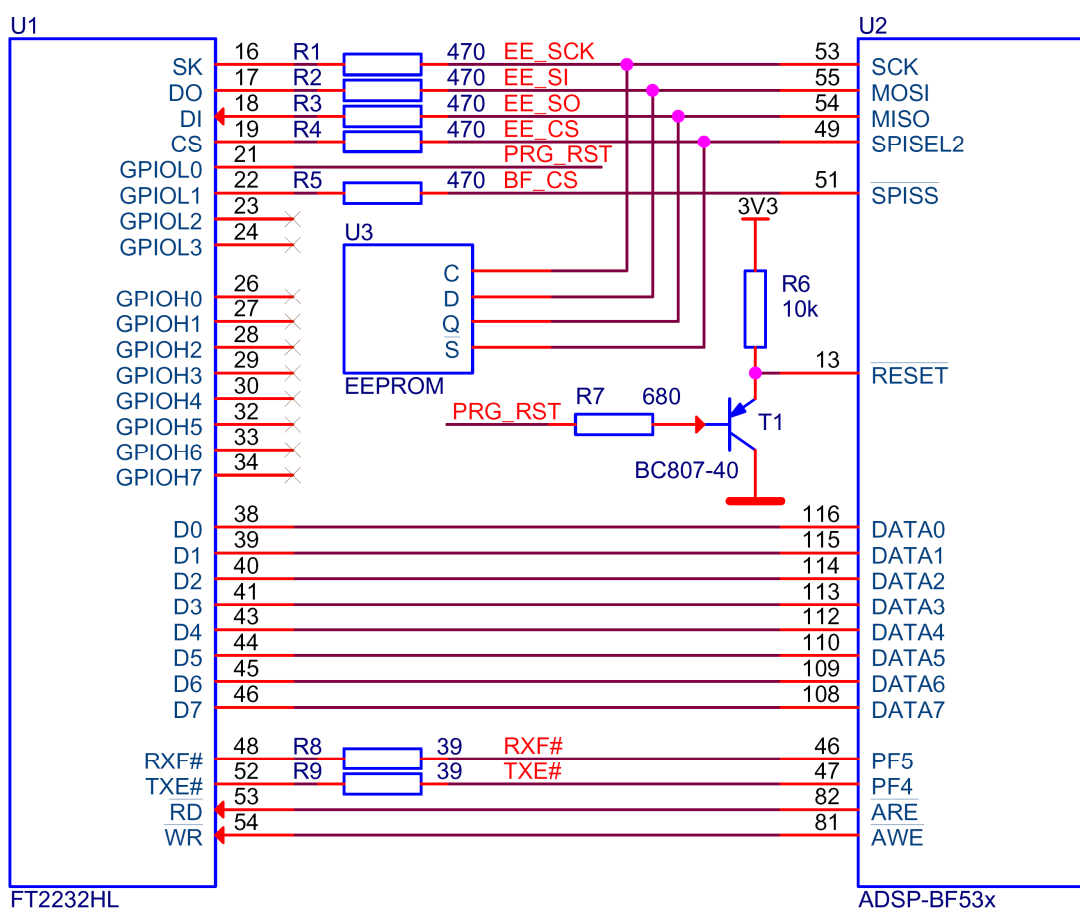 U1 U2
16 R1 470 EE_SCK 53
SK SCK
17 R2 470 EE_SI 55
DO MOSI
18 R3 470 EE_SO 54
DI MISO
19 R4 470 EE_CS 49
CS SPISEL2
21 PRG_RST
GPIOL0
22 R5 470 BF_CS 51
GPIOL1 SPISS
23 3V3
GPIOL2
24 U3
GPIOL3
C
R6
26 D 10k
GPIOH0
27 Q
GPIOH1
28 S
GPIOH2
29 13
GPIOH3 RESET
30 EEPROM
GPIOH4
32 PRG_RST R7 680
GPIOH5 T1
33
GPIOH6
34 BC807-40
GPIOH7
38 116
D0 DATA0
39 115
D1 DATA1
40 114
D2 DATA2
41 113
D3 DATA3
43 112
D4 DATA4
44 110
D5 DATA5
45 109
D6 DATA6
46 108
D7 DATA7
48 R8 39 RXF# 46
RXF# PF5
52 R9 39 TXE# 47
TXE# PF4
53 82
RD ARE
54 81
WR AWE
FT2232HL ADSP-BF53x